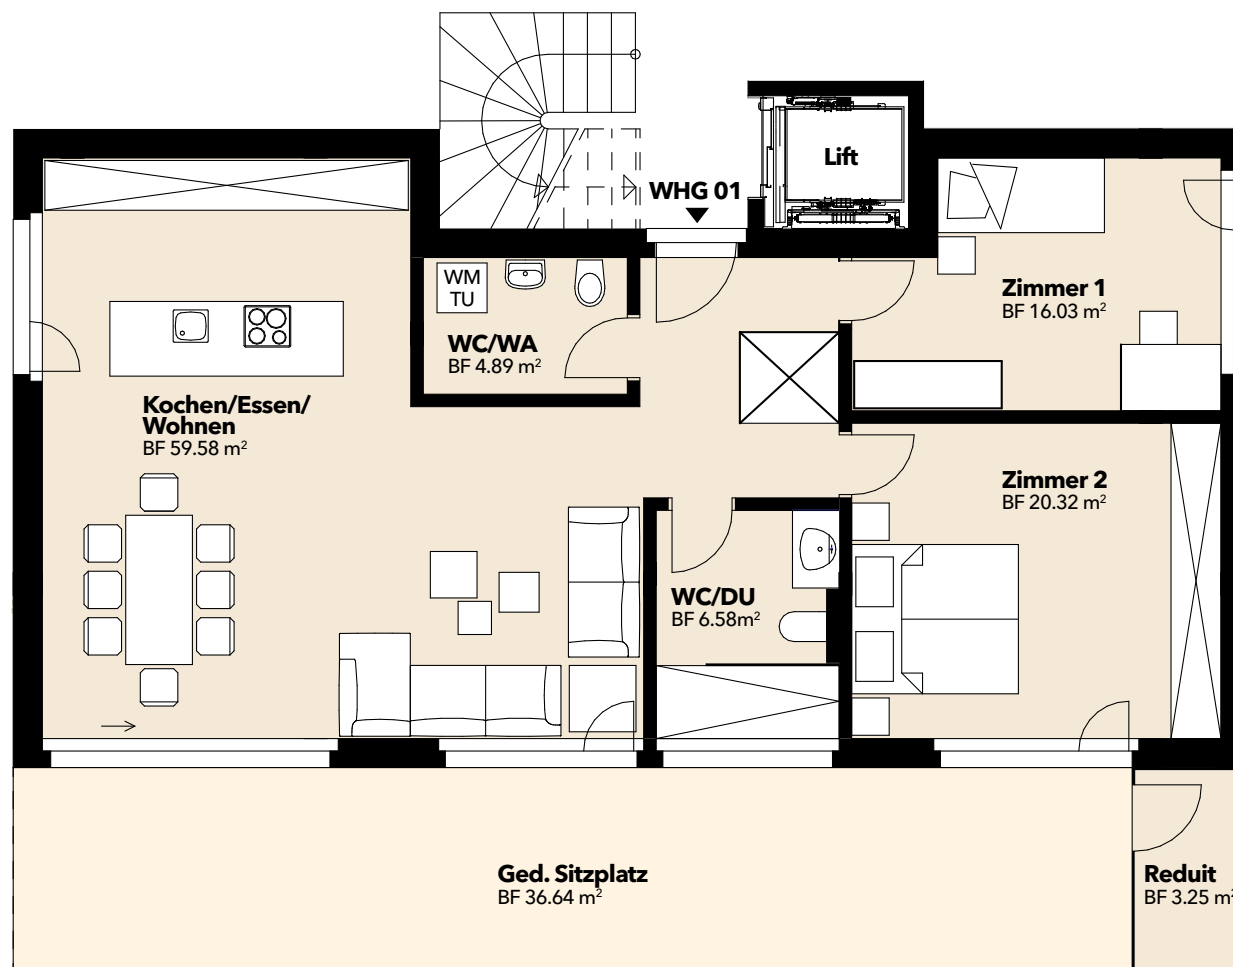 Lift
WHG 01
WM
TU
WC/WA
BF 4.89 m²
Zimmer 1
BF 16.03 m²
Kochen/Essen/
Wohnen
BF 59.58 m²
Zimmer 2
BF 20.32 m²
WC/DU
BF 6.58m²
Ged. Sitzplatz
BF 36.64 m²
Reduit
BF 3.25 m²